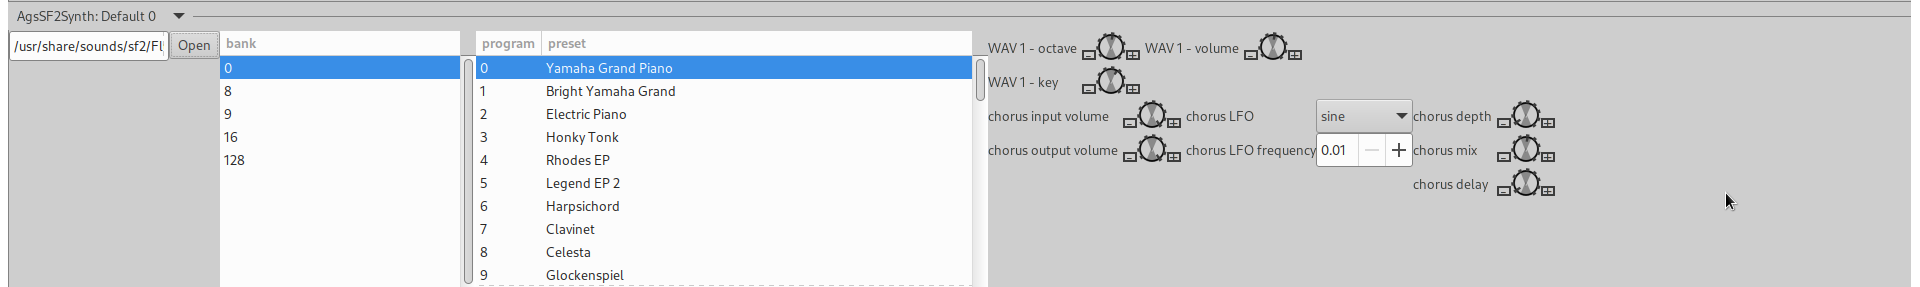 AgsSF2Synth: Default 0
/usr/share/sounds/sf2/Fl
Open
bank
0
8
9
16
128
program preset
0 Yamaha Grand Piano
1 Bright Yamaha Grand
2 Electric Piano
3 Honky Tonk
4 Rhodes EP
5 Legend EP 2
6 Harpsichord
7 Clavinet
8 Celesta
9 Glockenspiel
WAV 1 - octave WAV 1 - volume
WAV 1 - key
chorus input volume chorus LFO sine chorus depth
chorus output volume chorus LFO frequency 0.01 chorus mix
chorus delay